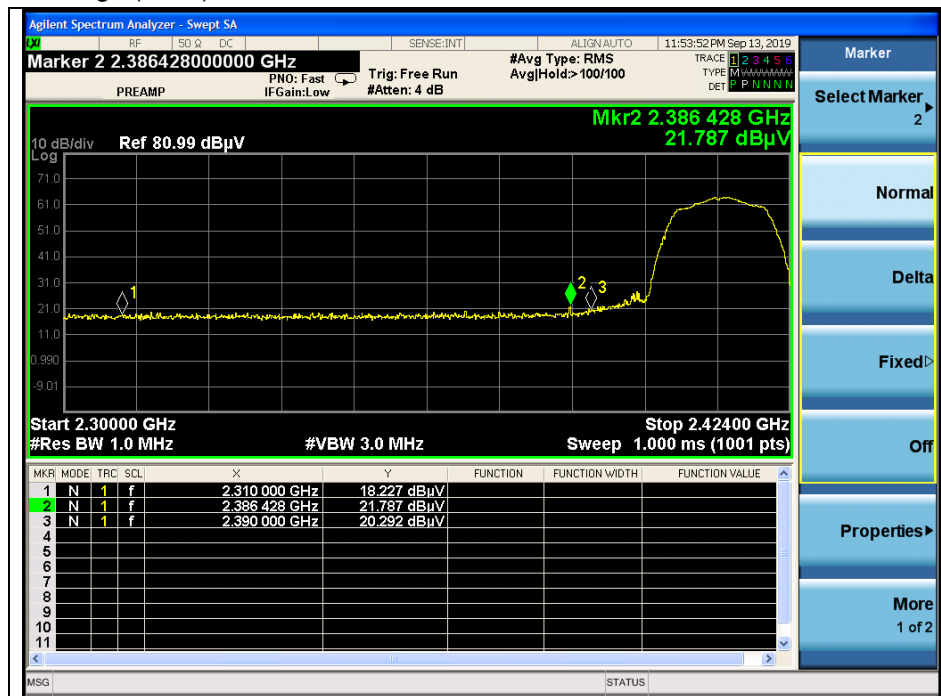 Agilent Spectrum Analyzer - Swept SA
LXI RF 50 Ω DC SENSE:INT ALIGNAUTO 11:53:52 PM Sep 13, 2019
Marker 2 2.386428000000 GHz
PREAMP
PNO: Fast
IFGain:Low
Trig: Free Run
#Atten: 4 dB
#Avg Type: RMS
Avg|Hold:>100/100
TRACE 1 2 3 4 5 6
TYPE M
DET P P N N N N
Mkr2 2.386 428 GHz
21.787 dBµV
10 dB/div Ref 80.99 dBµV
Log
71.0
61.0
51.0
41.0
31.0
21.0
11.0
0.990
-9.01
1
2
3
Start 2.30000 GHz Stop 2.42400 GHz
#Res BW 1.0 MHz #VBW 3.0 MHz Sweep 1.000 ms (1001 pts)
MKR MODE TRC SCL X Y FUNCTION FUNCTION WIDTH FUNCTION VALUE
1 N 1 f 2.310 000 GHz 18.227 dBµV
2 N 1 f 2.386 428 GHz 21.787 dBµV
3 N 1 f 2.390 000 GHz 20.292 dBµV
4
5
6
7
8
9
10
11
MSG STATUS
Marker
Select Marker
2
Normal
Delta
Fixed
Off
Properties
More
1 of 2